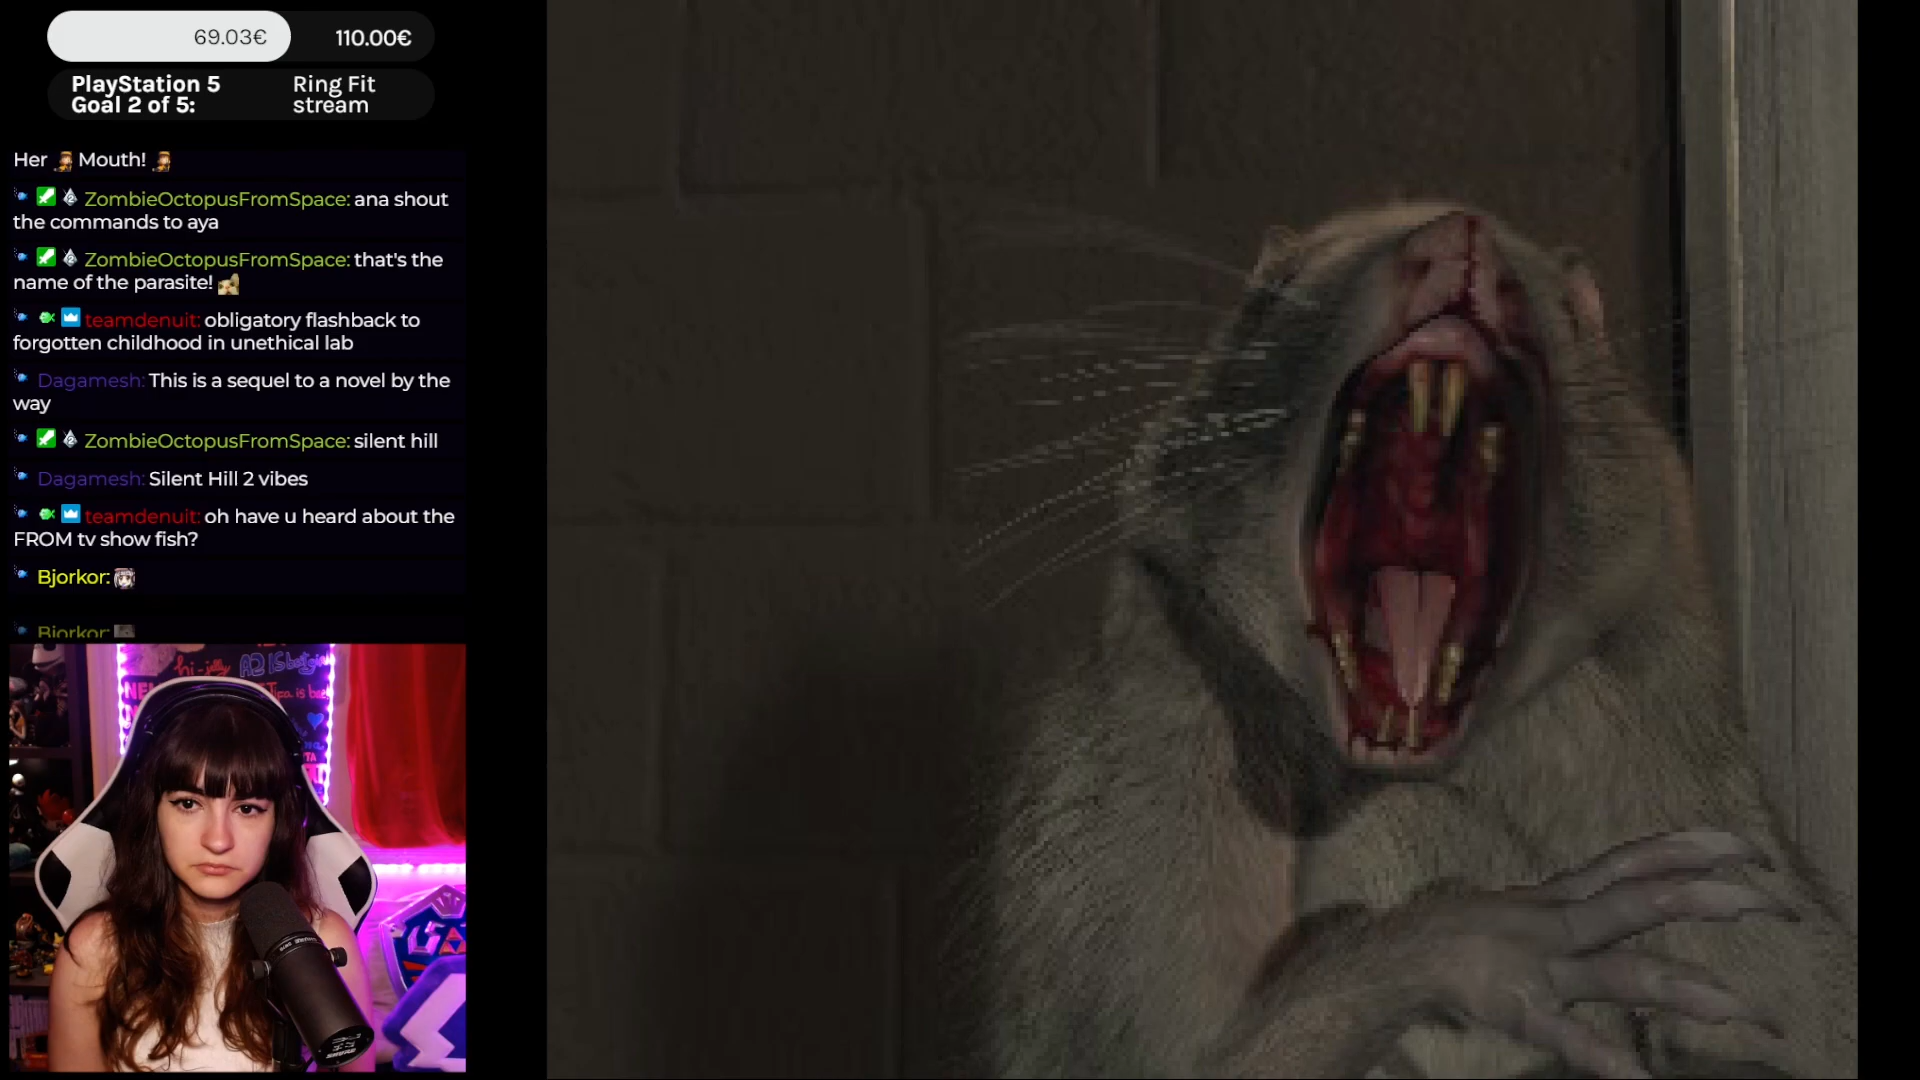 69.03€ 110.00€
PlayStation 5 Ring Fit
Goal 2 of 5: stream
Her Mouth!
ZombieOctopusFromSpace: ana shout
the commands to aya
ZombieOctopusFromSpace: that's the
name of the parasite!
teamdenuit: obligatory flashback to
forgotten childhood in unethical lab
Dagamesh: This is a sequel to a novel by the
way
ZombieOctopusFromSpace: silent hill
Dagamesh: Silent Hill 2 vibes
teamdenuit: oh have u heard about the
FROM tv show fish?
Bjorkor:
Bjorkor:
hi-jelly